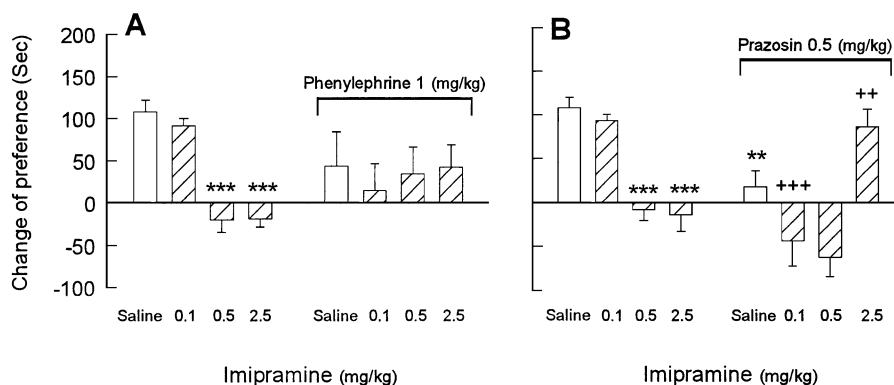 A
B
Change of preference (Sec)
200
150
100
50
0
-50
-100
Phenylephrine 1 (mg/kg)
Prazosin 0.5 (mg/kg)
*** ***
*** ***
**
+++
++
Saline 0.1 0.5 2.5 Saline 0.1 0.5 2.5
Saline 0.1 0.5 2.5 Saline 0.1 0.5 2.5
Imipramine (mg/kg)
Imipramine (mg/kg)